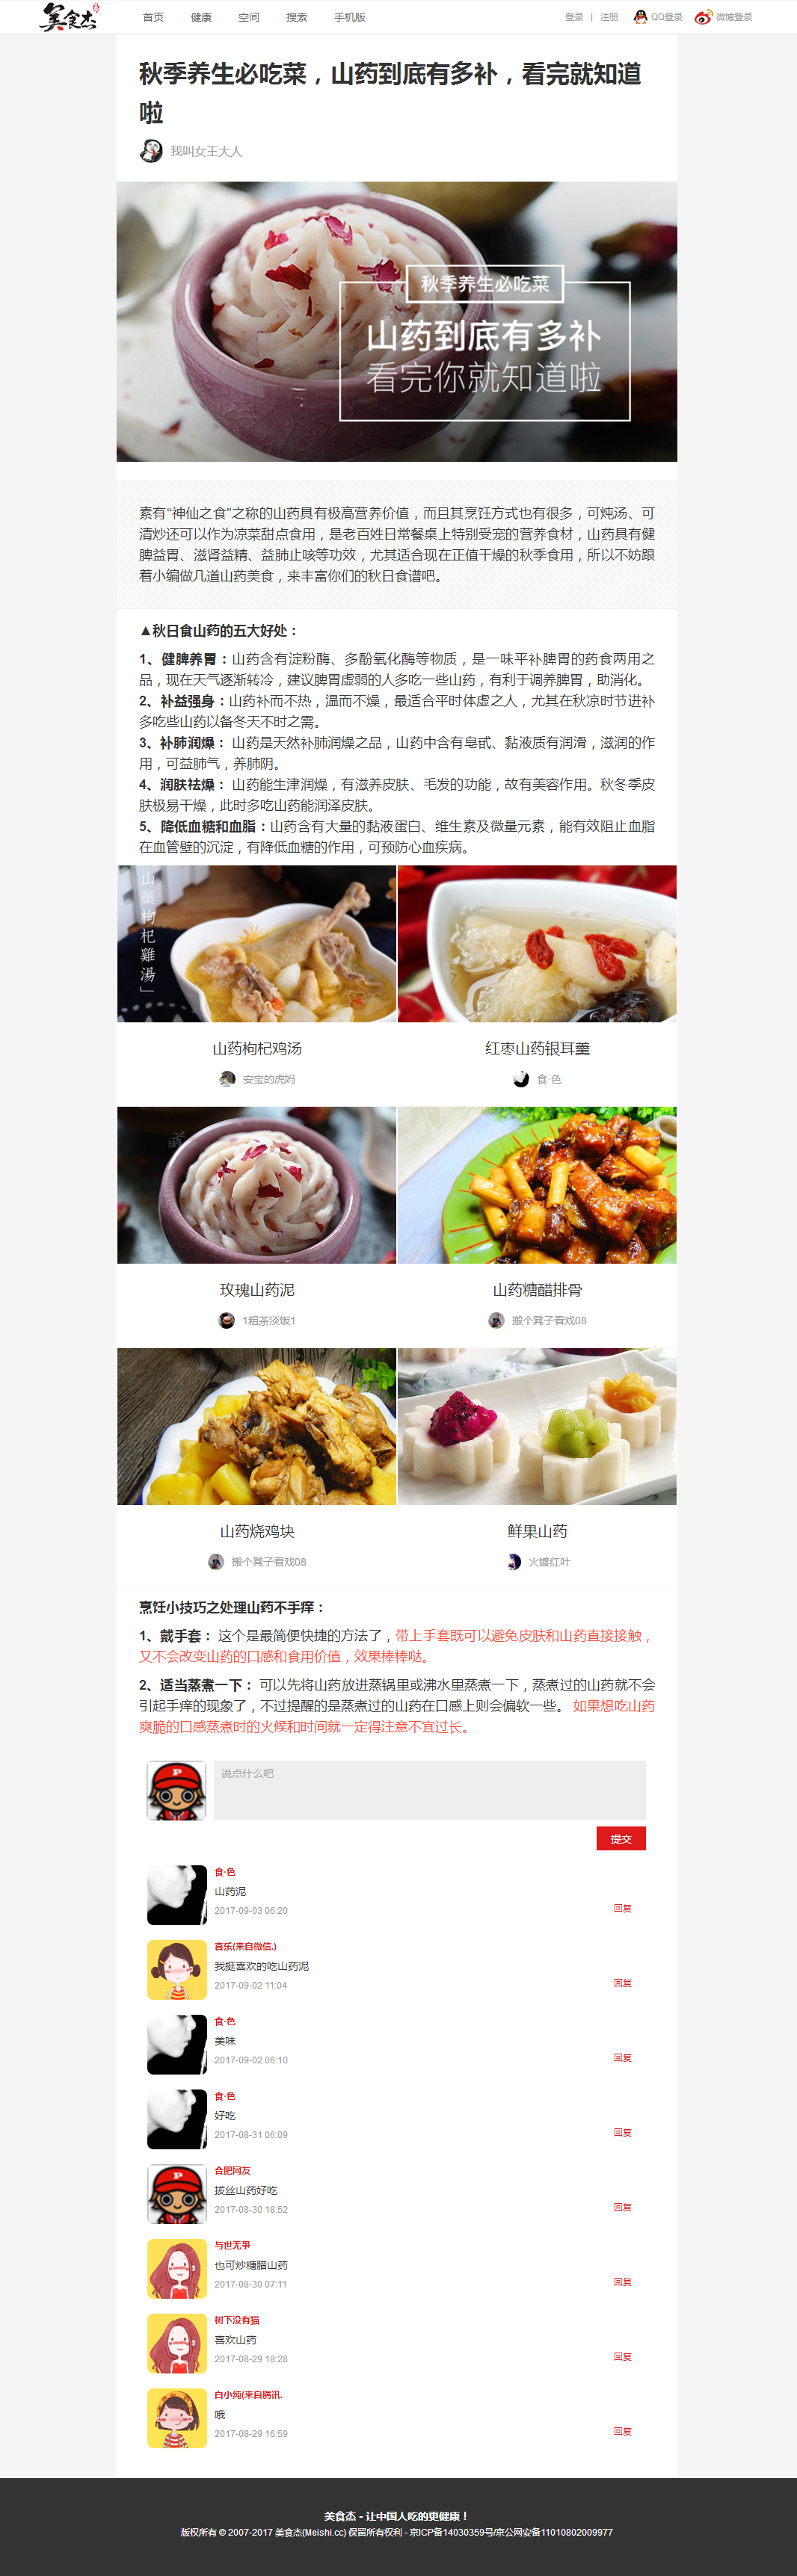 美食杰
首页 健康 空间 搜索 手机版
登录 | 注册 QQ登录 微博登录
秋季养生必吃菜，山药到底有多补，看完就知道
啦
我叫女王大人
秋季养生必吃菜
山药到底有多补
看完你就知道啦
素有“神仙之食”之称的山药具有极高营养价值，而且其烹饪方式也有很多，可炖汤、可
清炒还可以作为凉菜甜点食用，是老百姓日常餐桌上特别受宠的营养食材，山药具有健
脾益胃、滋肾益精、益肺止咳等功效，尤其适合现在正值干燥的秋季食用，所以不妨跟
着小编做几道山药美食，来丰富你们的秋日食谱吧。
▲秋日食山药的五大好处：
1、健脾养胃：山药含有淀粉酶、多酚氧化酶等物质，是一味平补脾胃的药食两用之
品，现在天气逐渐转冷，建议脾胃虚弱的人多吃一些山药，有利于调养脾胃，助消化。
2、补益强身：山药补而不热，温而不燥，最适合平时体虚之人，尤其在秋凉时节进补
多吃些山药以备冬天不时之需。
3、补肺润燥： 山药是天然补肺润燥之品，山药中含有皂甙、黏液质有润滑，滋润的作
用，可益肺气，养肺阴。
4、润肤祛燥： 山药能生津润燥，有滋养皮肤、毛发的功能，故有美容作用。秋冬季皮
肤极易干燥，此时多吃山药能润泽皮肤。
5、降低血糖和血脂：山药含有大量的黏液蛋白、维生素及微量元素，能有效阻止血脂
在血管壁的沉淀，有降低血糖的作用，可预防心血疾病。
山藥枸杞雞湯」
山药枸杞鸡汤 红枣山药银耳羹
安宝的虎妈 食·色
玫瑰山药泥 山药糖醋排骨
1粗茶淡饭1 搬个凳子看戏08
山药烧鸡块 鲜果山药
搬个凳子看戏08 火镀红叶
烹饪小技巧之处理山药不手痒：
1、戴手套： 这个是最简便快捷的方法了，带上手套既可以避免皮肤和山药直接接触，
又不会改变山药的口感和食用价值，效果棒棒哒。
2、适当蒸煮一下： 可以先将山药放进蒸锅里或沸水里蒸煮一下，蒸煮过的山药就不会
引起手痒的现象了，不过提醒的是蒸煮过的山药在口感上则会偏软一些。 如果想吃山药
爽脆的口感蒸煮时的火候和时间就一定得注意不宜过长。
说点什么吧
提交
食·色
山药泥
2017-09-03 06:20 回复
喜乐(来自微信.)
我挺喜欢的吃山药泥
2017-09-02 11:04 回复
食·色
美味
2017-09-02 06:10 回复
食·色
好吃
2017-08-31 06:09 回复
合肥网友
拔丝山药好吃
2017-08-30 18:52 回复
与世无争
也可炒糖腊山药
2017-08-30 07:11 回复
树下没有猫
喜欢山药
2017-08-29 18:28 回复
白小纯(来自腾讯.
哦
2017-08-29 16:59 回复
美食杰 - 让中国人吃的更健康！
版权所有 © 2007-2017 美食杰(Meishi.cc) 保留所有权利 - 京ICP备14030359号/京公网安备11010802009977